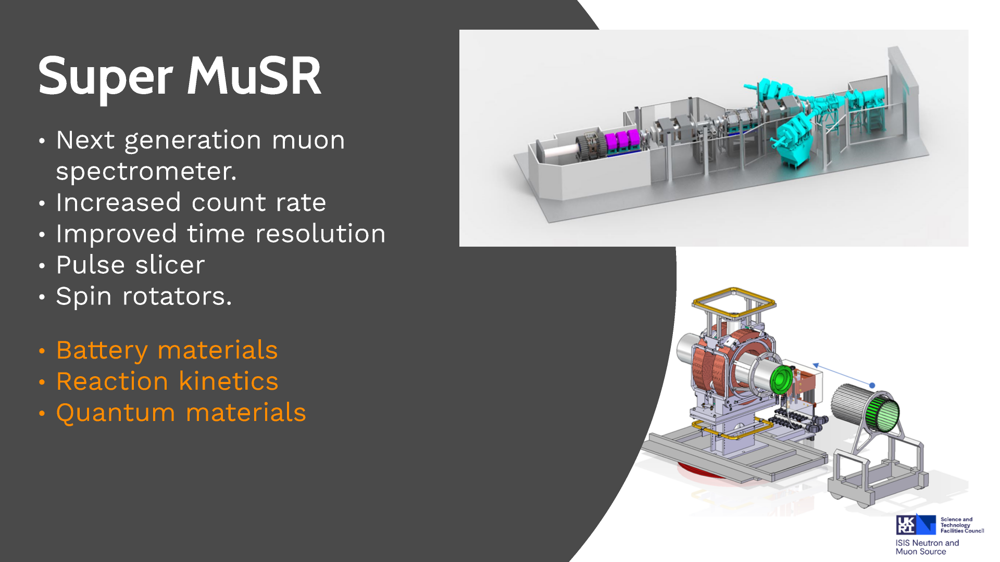 Super MuSR
• Next generation muon
spectrometer.
• Increased count rate
• Improved time resolution
• Pulse slicer
• Spin rotators.
• Battery materials
• Reaction kinetics
• Quantum materials
UK
RI
Science and
Technology
Facilities Council
ISIS Neutron and
Muon Source